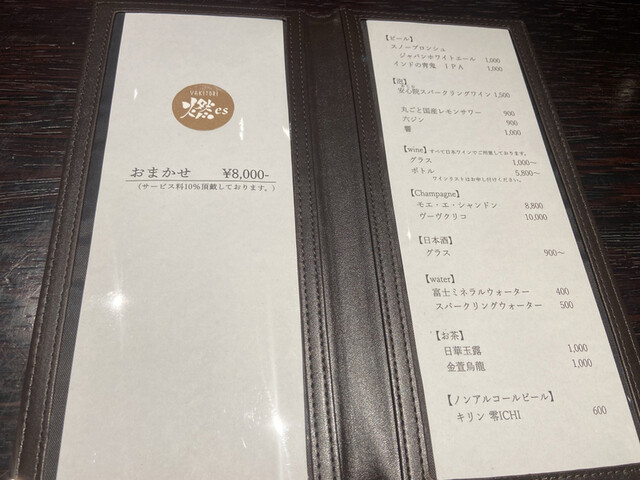 YAKITORI
燃es
おまかせ ¥8,000-
(サービス料10%頂戴しております。)
【ビール】
スノーブロンシュ
ジャパンホワイトエール 1,000
インドの青鬼 IPA 1,000
【泡】
安心院スパークリングワイン 1,500
丸ごと国産レモンサワー 900
六ジン 900
響 1,000
【wine】すべて日本ワインでご用意しております。
グラス 1,000～
ボトル 5,800～
ワインリストはお申し付けください。
【Champagne】
モエ・エ・シャンドン 8,800
ヴーヴクリコ 10,000
【日本酒】
グラス 900～
【water】
富士ミネラルウォーター 400
スパークリングウォーター 500
【お茶】
日華玉露 1,000
金萱烏龍 1,000
【ノンアルコールビール】
キリン 零ICHI 600